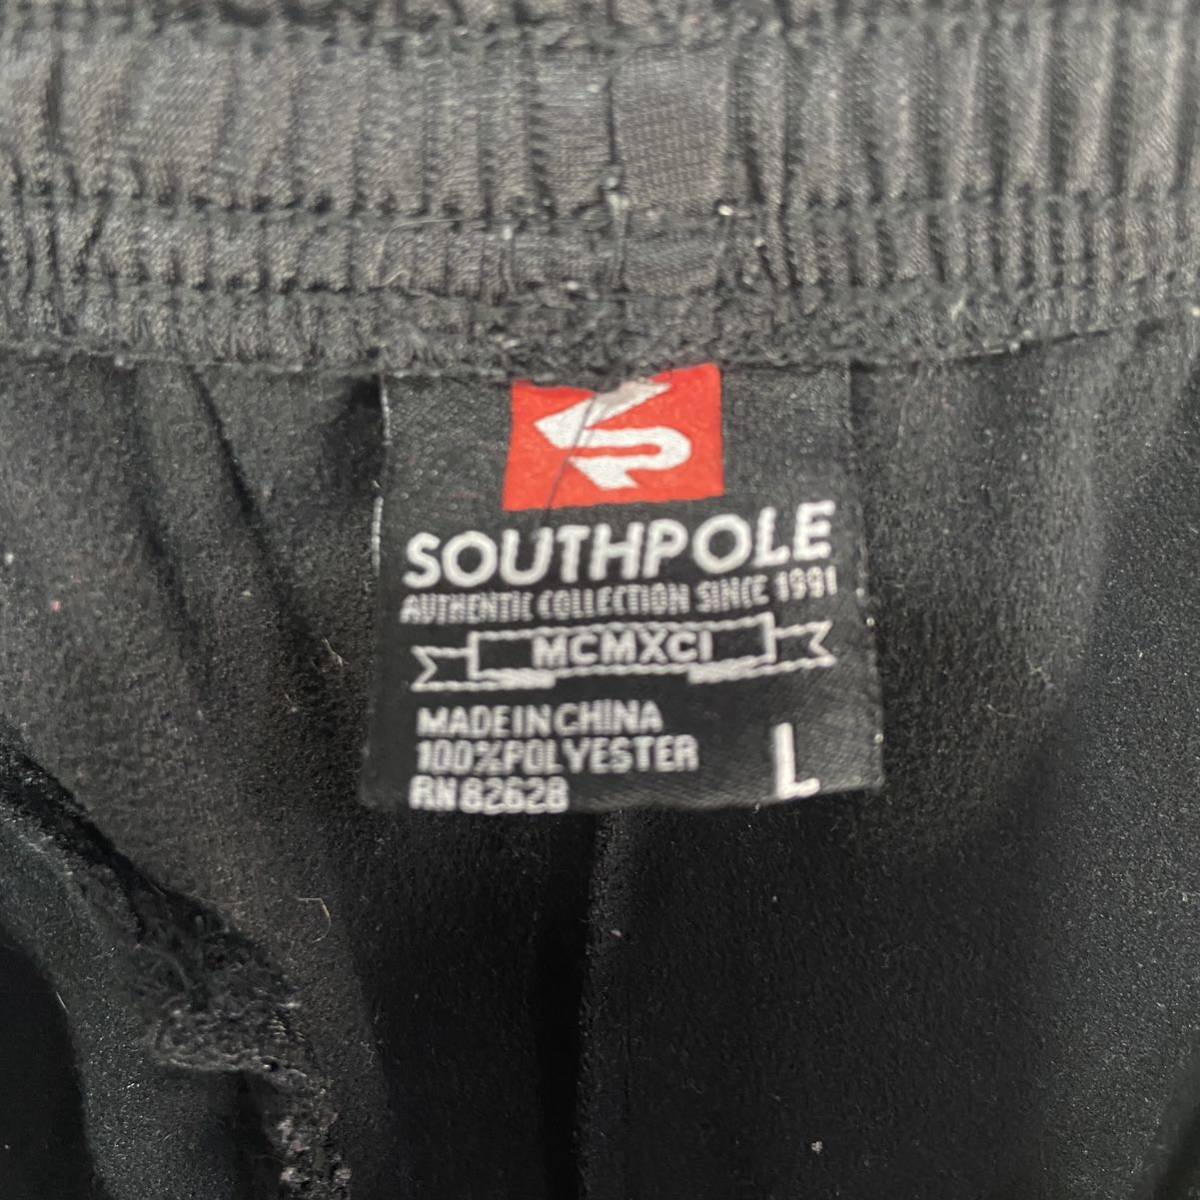 SOUTHPOLE
AUTHENTIC COLLECTION SINCE 1991
MCMXCI
MADE IN CHINA
100% POLYESTER
RN 82628
L